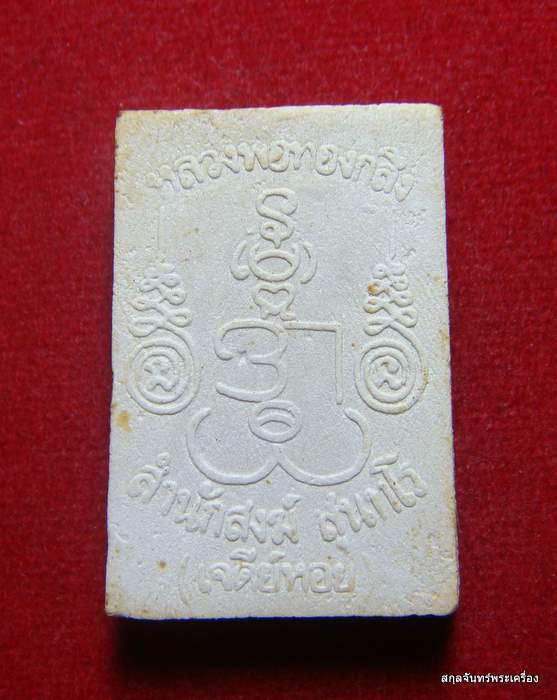 หลวงพ่อทองกลึง
สำนักสงฆ์ สุนทโร
(เจดีย์หอย)
สกุลจันทร์พระเครื่อง